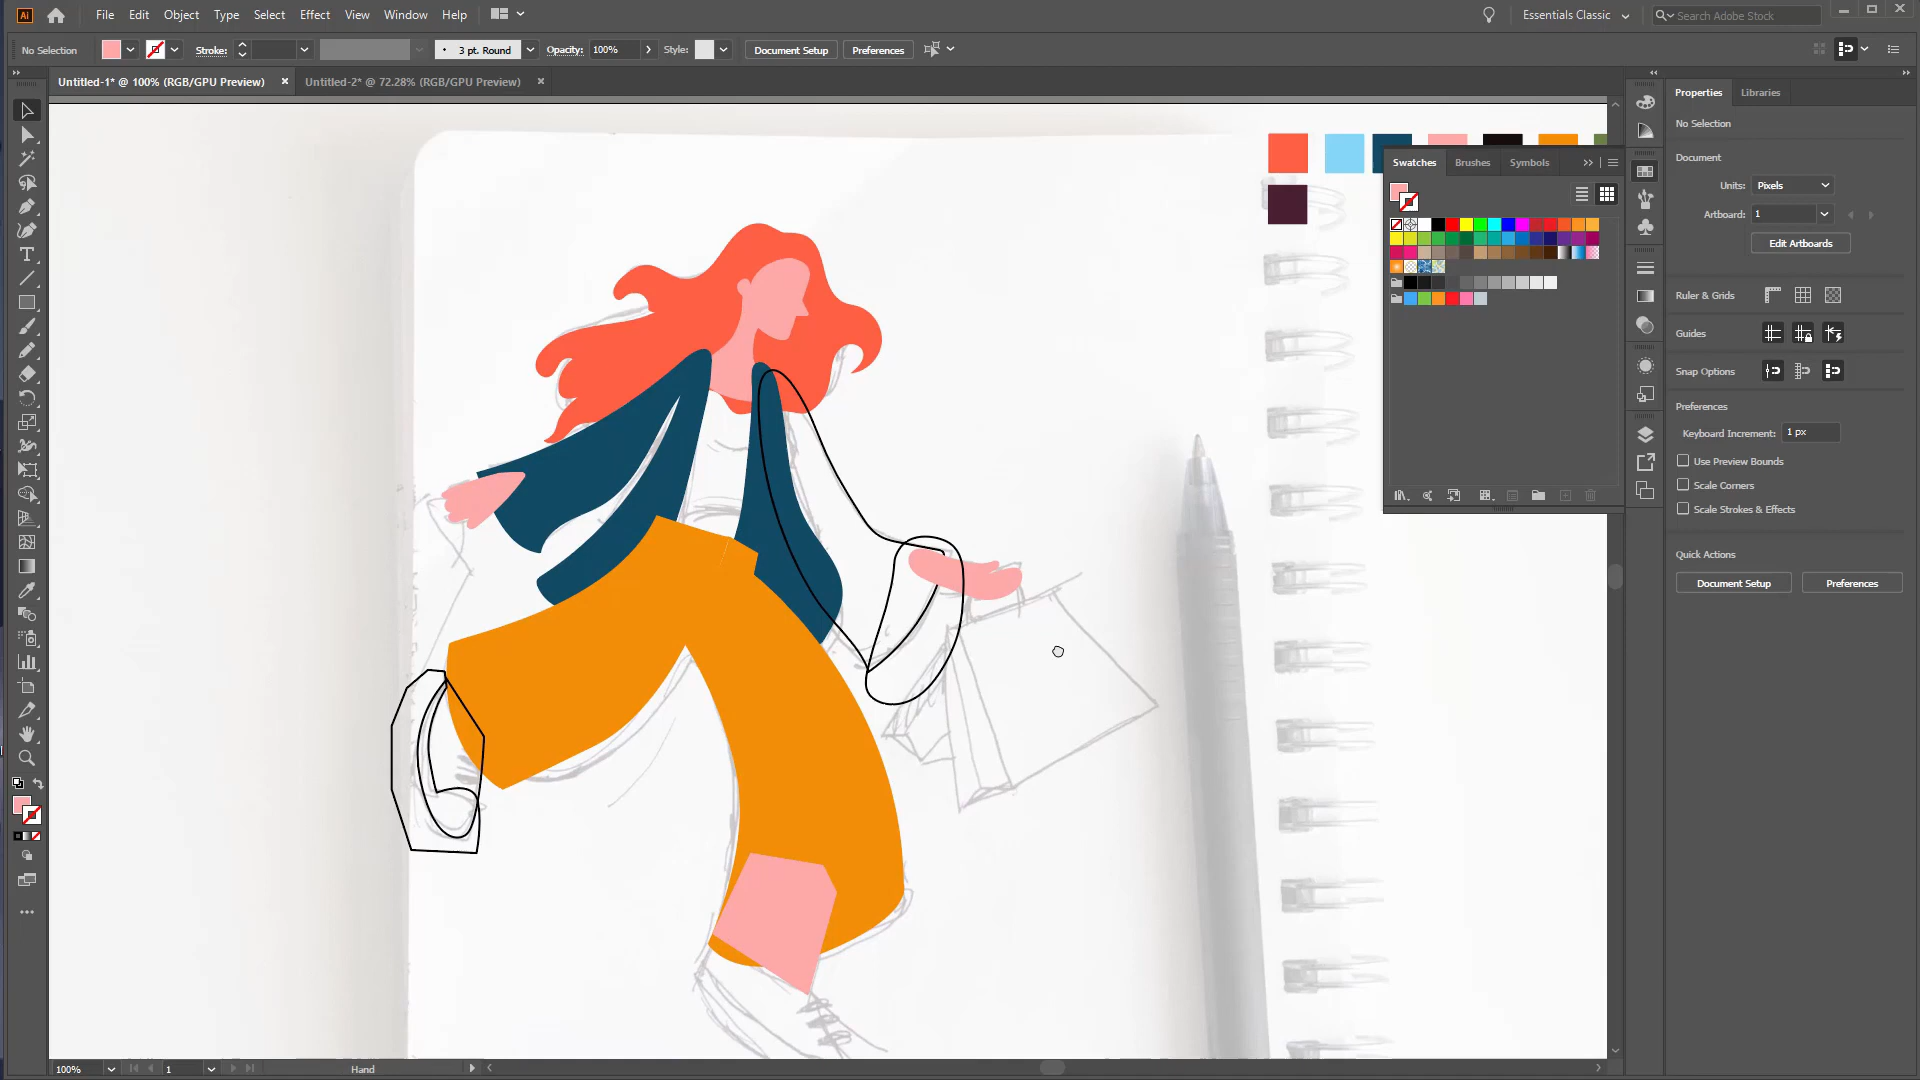 Ai File Edit Object Type Select Effect View Window Help Essentials Classic Search Adobe Stock
No Selection Stroke: 3 pt. Round Opacity: 100% Style: Document Setup Preferences
Untitled-1* @ 100% (RGB/GPU Preview) × Untitled-2* @ 72.28% (RGB/GPU Preview) ×
Properties Libraries
No Selection
Document
Units: Pixels
Artboard: 1
Edit Artboards
Ruler & Grids
Guides
Snap Options
Preferences
Keyboard Increment: 1 px
Use Preview Bounds
Scale Corners
Scale Strokes & Effects
Quick Actions
Document Setup Preferences
Swatches Brushes Symbols
100% 1 Hand